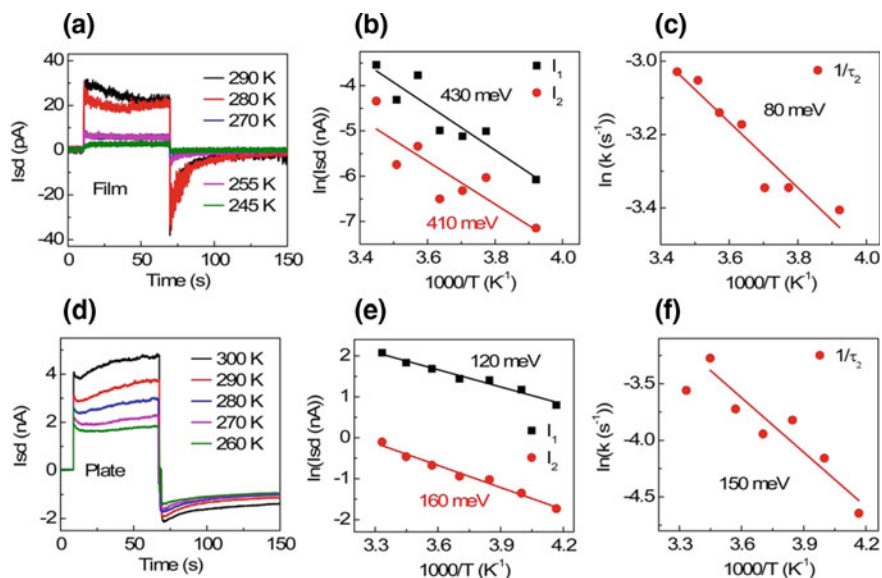 (a)
40
20
0
-20
-40
Isd (pA)
290 K
280 K
270 K
255 K
245 K
Film
0 50 100 150
Time (s)
(b)
-4
-5
-6
-7
ln(Isd (nA))
I1
I2
430 meV
410 meV
3.4 3.6 3.8 4.0
1000/T (K⁻¹)
(c)
-3.0
-3.2
-3.4
ln (k (s⁻¹))
1/τ2
80 meV
3.4 3.6 3.8 4.0
1000/T (K⁻¹)
(d)
6
4
2
0
-2
Isd (nA)
300 K
290 K
280 K
270 K
260 K
Plate
0 50 100 150
Time (s)
(e)
2
1
0
-1
-2
ln(Isd (nA))
120 meV
I1
I2
160 meV
3.3 3.6 3.9 4.2
1000/T (K⁻¹)
(f)
-3.5
-4.0
-4.5
ln(k (s⁻¹))
1/τ2
150 meV
3.3 3.6 3.9 4.2
1000/T (K⁻¹)